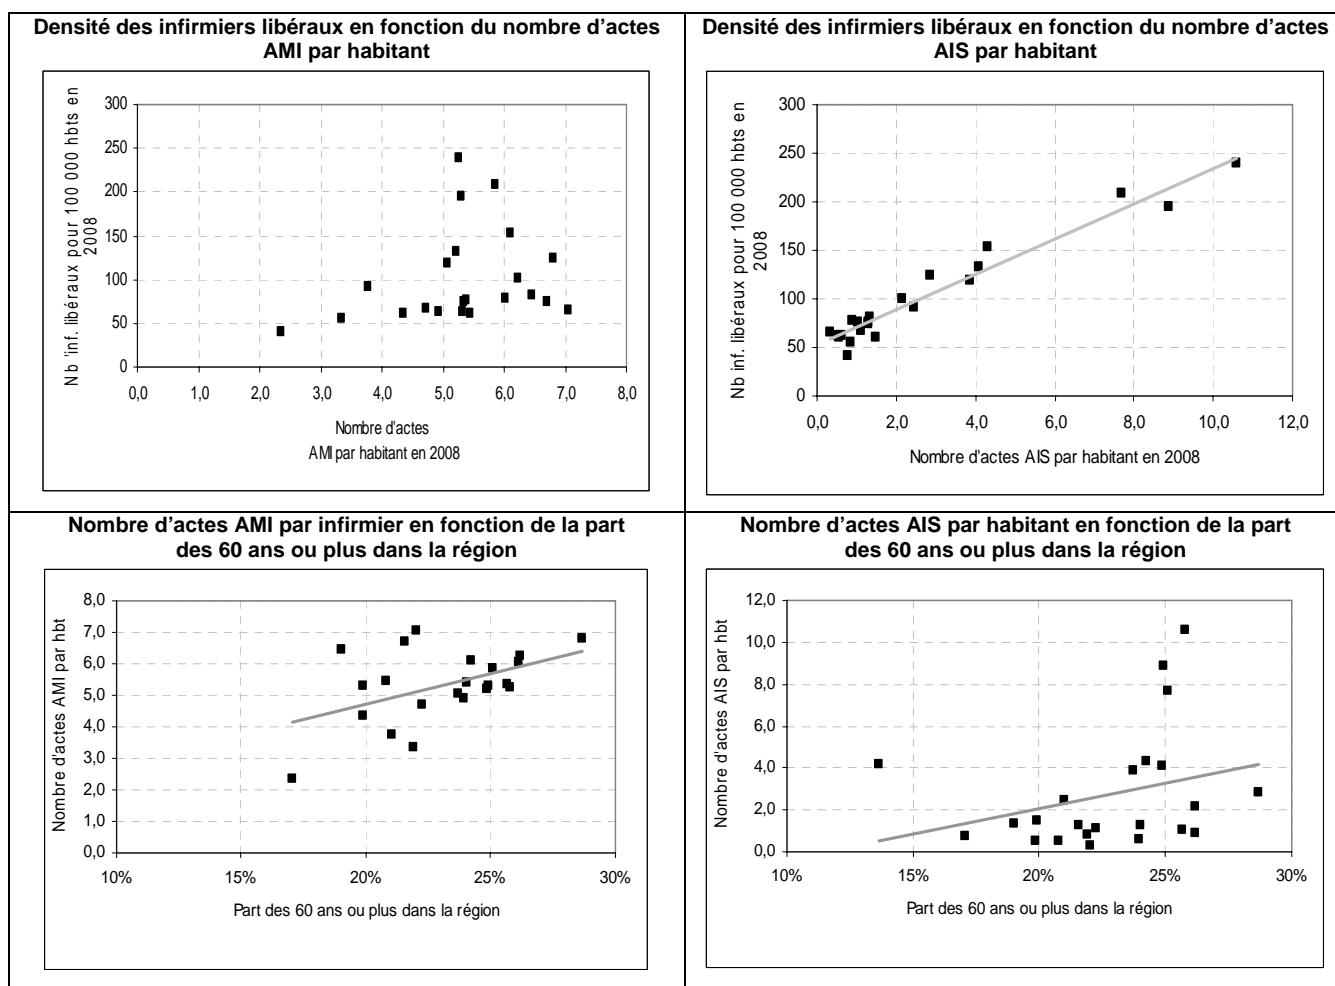 Densité des infirmiers libéraux en fonction du nombre d'actes
AMI par habitant
Nb 'inf. libéraux pour 100 000 hbts en
2008
300
250
200
150
100
50
0
0,0 1,0 2,0 3,0 4,0 5,0 6,0 7,0 8,0
Nombre d'actes
AMI par habitant en 2008
Densité des infirmiers libéraux en fonction du nombre d'actes
AIS par habitant
Nb inf. libéraux pour 100 000 hbts en
2008
300
250
200
150
100
50
0
0,0 2,0 4,0 6,0 8,0 10,0 12,0
Nombre d'actes AIS par habitant en 2008
Nombre d'actes AMI par infirmier en fonction de la part
des 60 ans ou plus dans la région
Nombre d'actes AMI par hbt
8,0
7,0
6,0
5,0
4,0
3,0
2,0
1,0
0,0
10% 15% 20% 25% 30%
Part des 60 ans ou plus dans la région
Nombre d'actes AIS par habitant en fonction de la part
des 60 ans ou plus dans la région
Nombre d'actes AIS par hbt
12,0
10,0
8,0
6,0
4,0
2,0
0,0
10% 15% 20% 25% 30%
Part des 60 ans ou plus dans la région